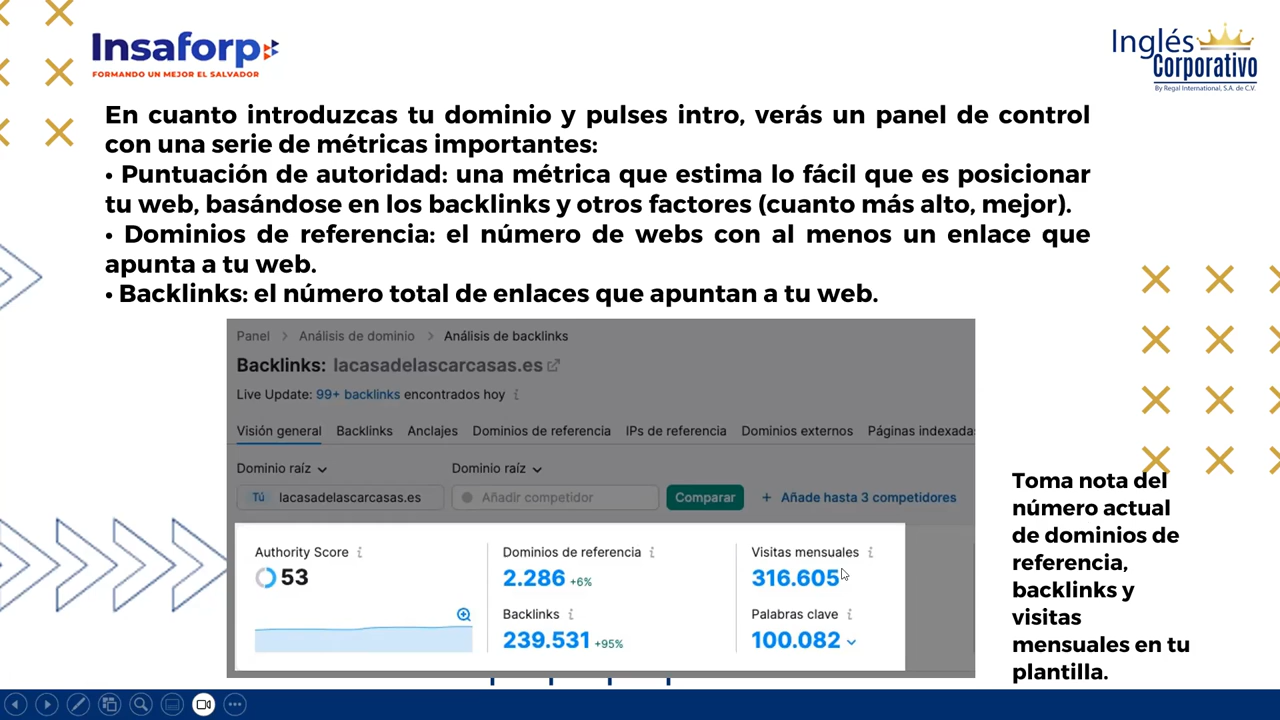 Insaforp
FORMANDO UN MEJOR EL SALVADOR
Inglés
Corporativo
By Regal International, S.A. de C.V.
En cuanto introduzcas tu dominio y pulses intro, verás un panel de control
con una serie de métricas importantes:
• Puntuación de autoridad: una métrica que estima lo fácil que es posicionar
tu web, basándose en los backlinks y otros factores (cuanto más alto, mejor).
• Dominios de referencia: el número de webs con al menos un enlace que
apunta a tu web.
• Backlinks: el número total de enlaces que apuntan a tu web.
Panel > Análisis de dominio > Análisis de backlinks
Backlinks: lacasadelascarcasas.es
Live Update: 99+ backlinks encontrados hoy i
Visión general Backlinks Anclajes Dominios de referencia IPs de referencia Dominios externos Páginas indexadas
Dominio raíz Dominio raíz
Tú lacasadelascarcasas.es Añadir competidor Comparar + Añade hasta 3 competidores
Authority Score i Dominios de referencia i Visitas mensuales i
53 2.286 +6% 316.605
Backlinks i Palabras clave i
239.531 +95% 100.082
Toma nota del
número actual
de dominios de
referencia,
backlinks y
visitas
mensuales en tu
plantilla.